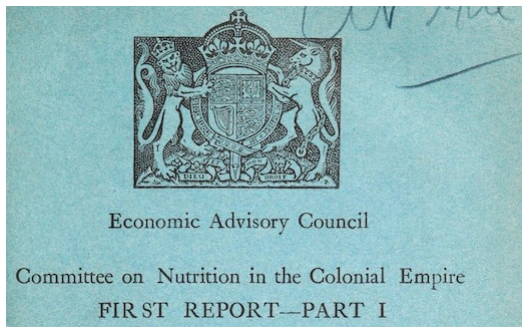 DIEU ET MON DROIT
Economic Advisory Council
Committee on Nutrition in the Colonial Empire
FIRST REPORT—PART I